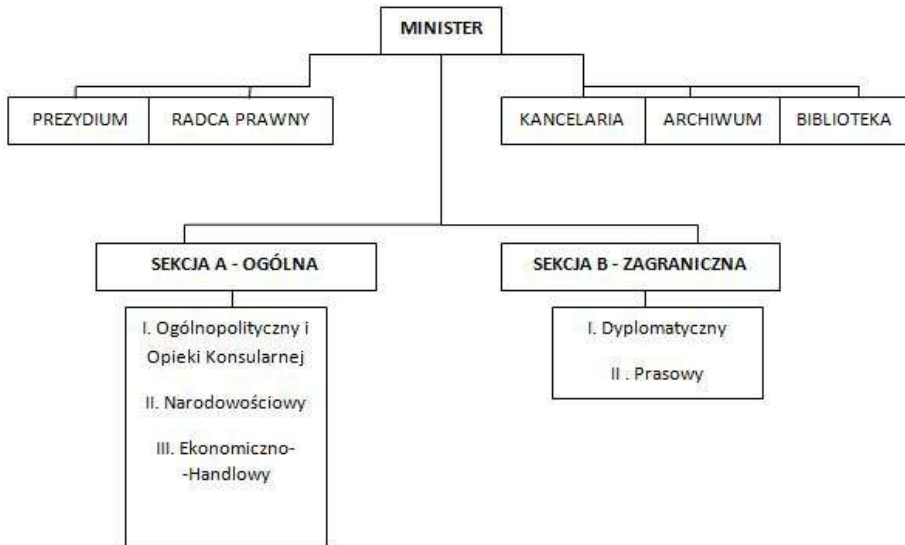 MINISTER
PREZYDIUM
RADCA PRAWNY
KANCELARIA
ARCHIWUM
BIBLIOTEKA
SEKCJA A - OGÓLNA
I. Ogólnopolityczny i
Opieki Konsularnej
II. Narodowościowy
III. Ekonomiczno-
-Handlowy
SEKCJA B - ZAGRANICZNA
I. Dyplomatyczny
II . Prasowy